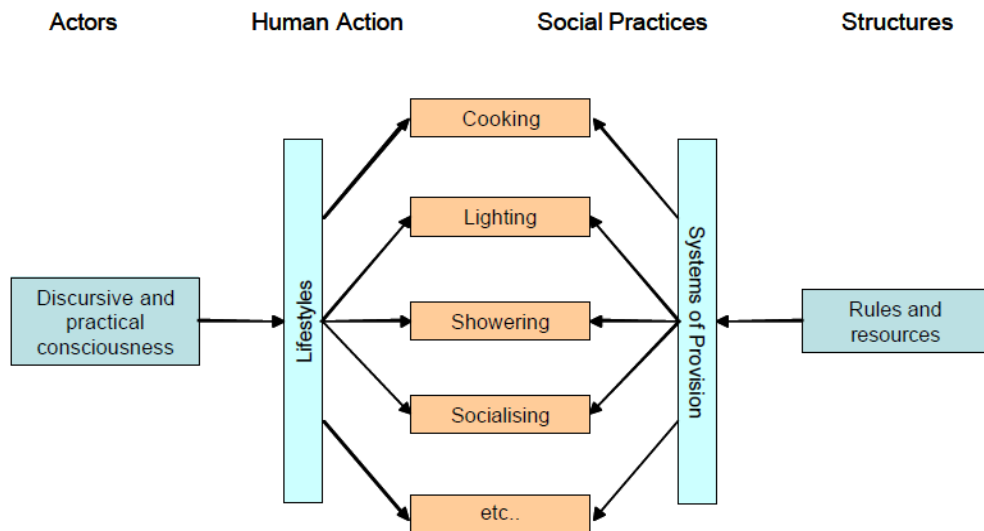 Actors
Human Action
Social Practices
Structures
Cooking
Lighting
Showering
Socialising
etc..
Discursive and
practical
consciousness
Lifestyles
Systems of Provision
Rules and
resources